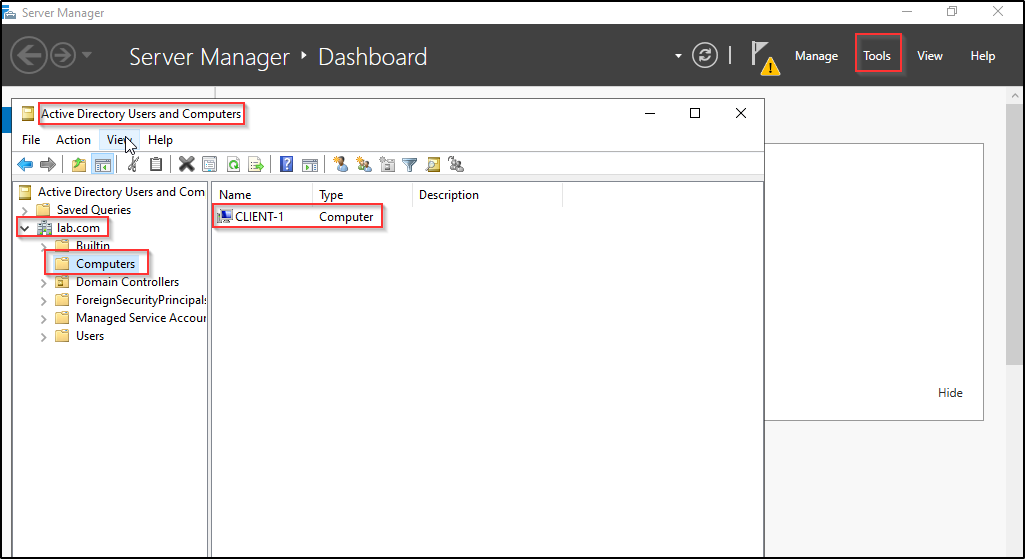 Server Manager
Server Manager
Dashboard
Manage
Tools
View
Help
Active Directory Users and Computers
File
Action
View
Help
Active Directory Users and Com
Saved Queries
lab.com
Builtin
Computers
Domain Controllers
ForeignSecurityPrincipals
Managed Service Accour
Users
Name
Type
Description
CLIENT-1
Computer
Hide